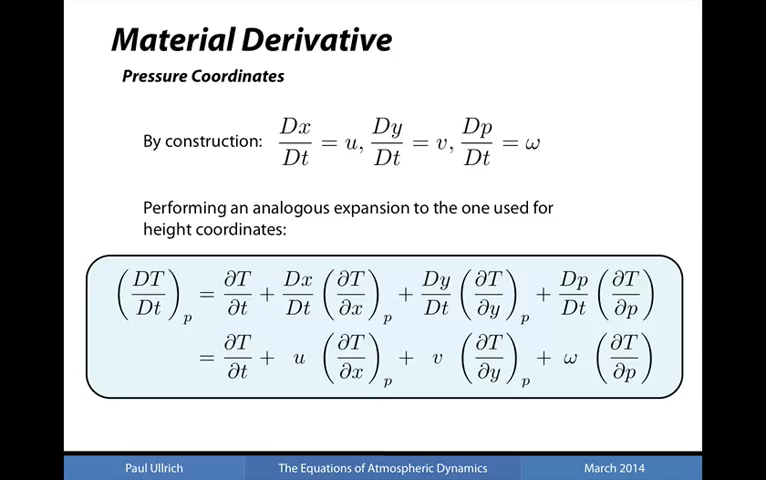 Material Derivative
Pressure Coordinates
By construction: Dx/Dt = u, Dy/Dt = v, Dp/Dt = ω
Performing an analogous expansion to the one used for
height coordinates:
(DT/Dt)_p = ∂T/∂t + Dx/Dt (∂T/∂x)_p + Dy/Dt (∂T/∂y)_p + Dp/Dt (∂T/∂p)
= ∂T/∂t + u (∂T/∂x)_p + v (∂T/∂y)_p + ω (∂T/∂p)
Paul Ullrich The Equations of Atmospheric Dynamics March 2014